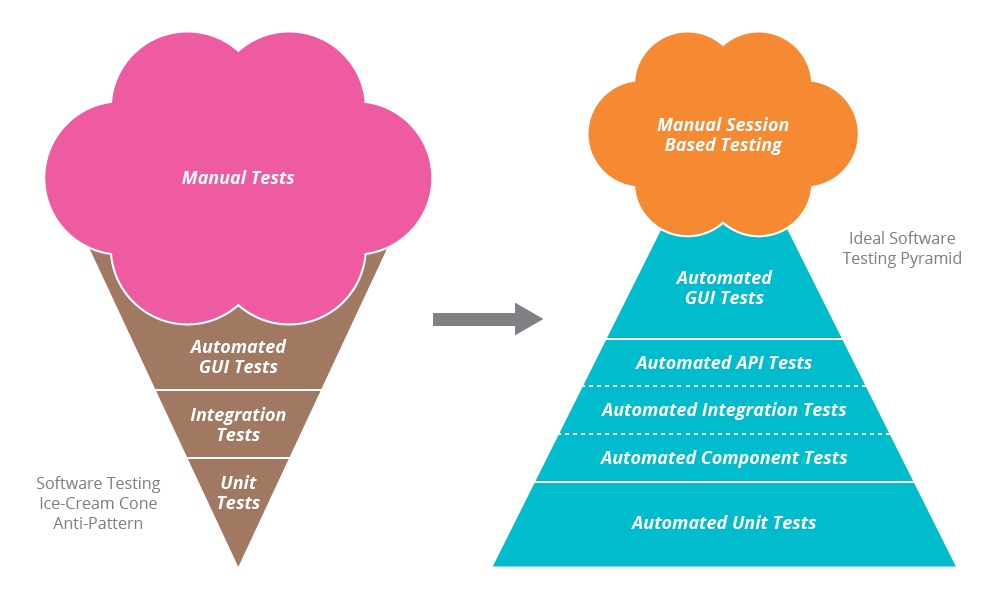 Manual Tests
Automated
GUI Tests
Integration
Tests
Unit
Tests
Software Testing
Ice-Cream Cone
Anti-Pattern
Manual Session
Based Testing
Ideal Software
Testing Pyramid
Automated
GUI Tests
Automated API Tests
Automated Integration Tests
Automated Component Tests
Automated Unit Tests